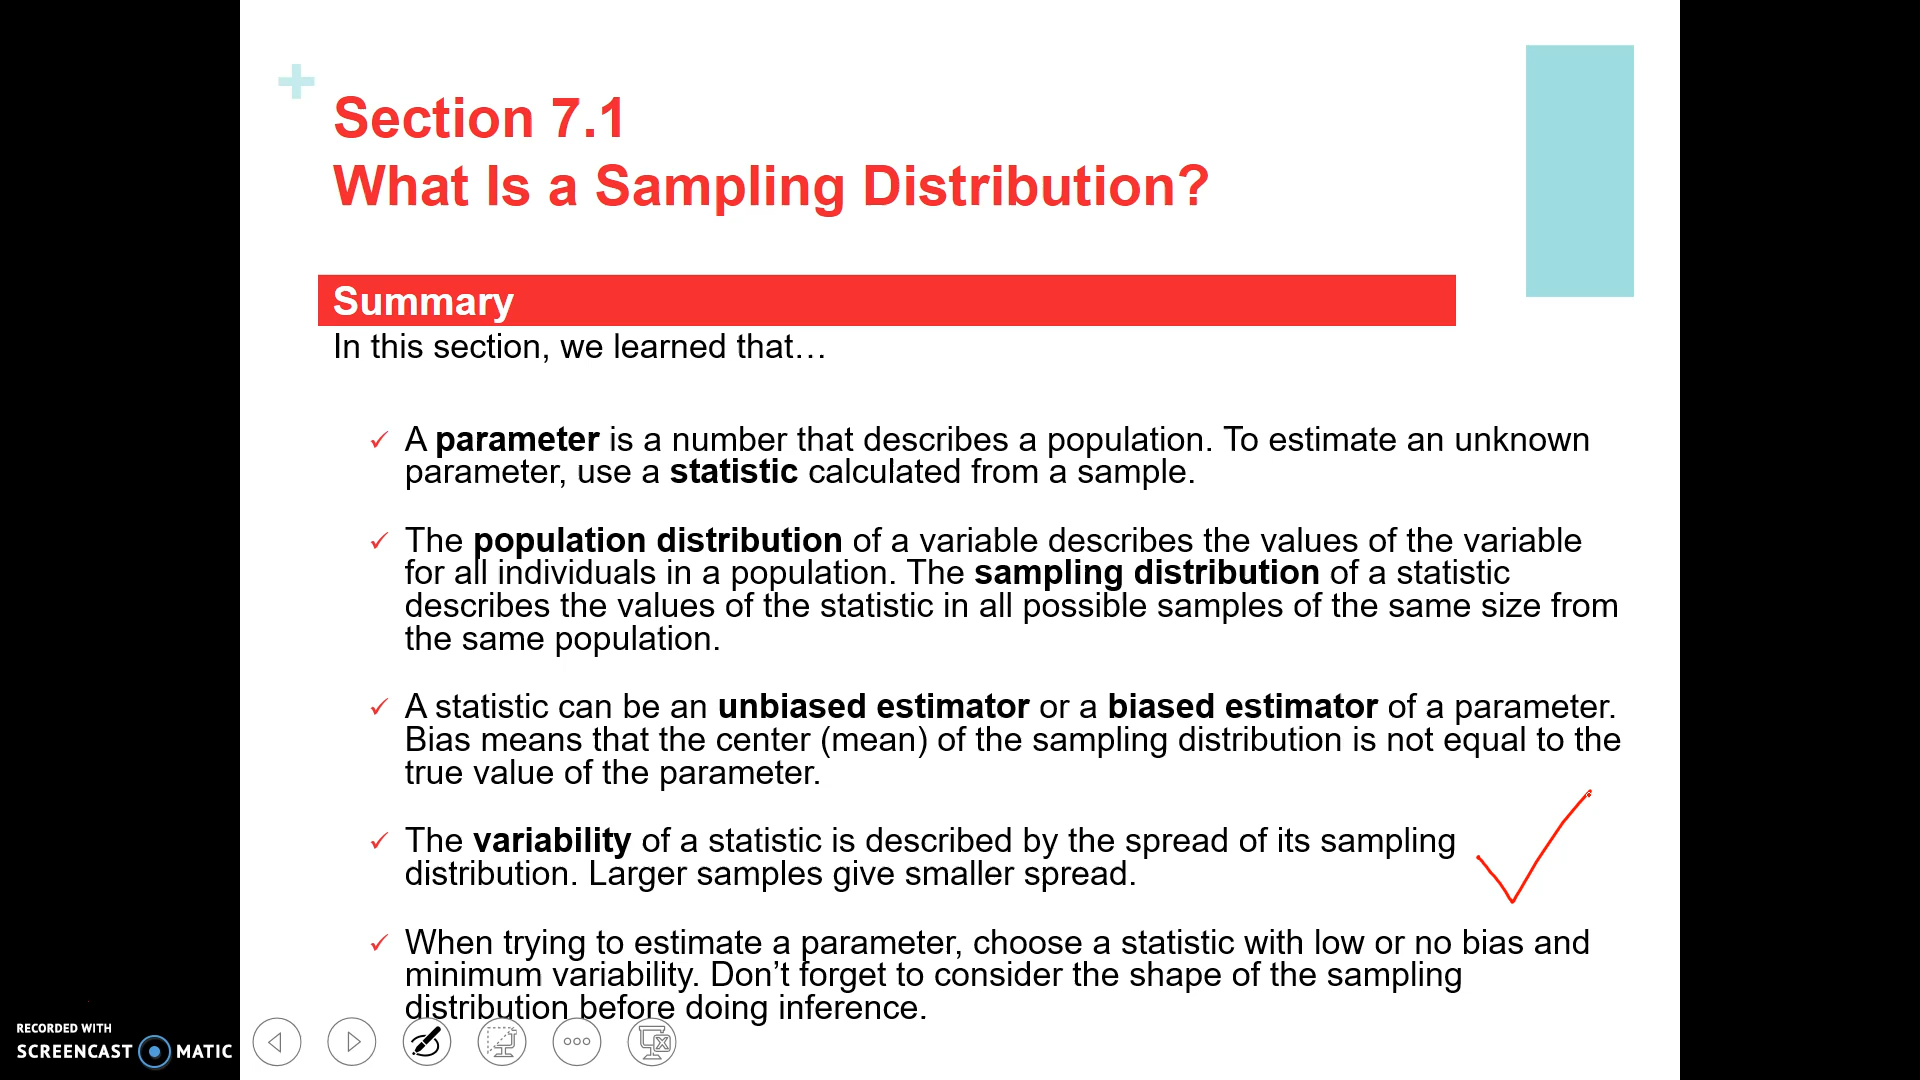 Section 7.1
What Is a Sampling Distribution?
Summary
In this section, we learned that…
✓ A parameter is a number that describes a population. To estimate an unknown
parameter, use a statistic calculated from a sample.
✓ The population distribution of a variable describes the values of the variable
for all individuals in a population. The sampling distribution of a statistic
describes the values of the statistic in all possible samples of the same size from
the same population.
✓ A statistic can be an unbiased estimator or a biased estimator of a parameter.
Bias means that the center (mean) of the sampling distribution is not equal to the
true value of the parameter.
✓ The variability of a statistic is described by the spread of its sampling
distribution. Larger samples give smaller spread.
✓ When trying to estimate a parameter, choose a statistic with low or no bias and
minimum variability. Don’t forget to consider the shape of the sampling
distribution before doing inference.
RECORDED WITH
SCREENCAST MATIC